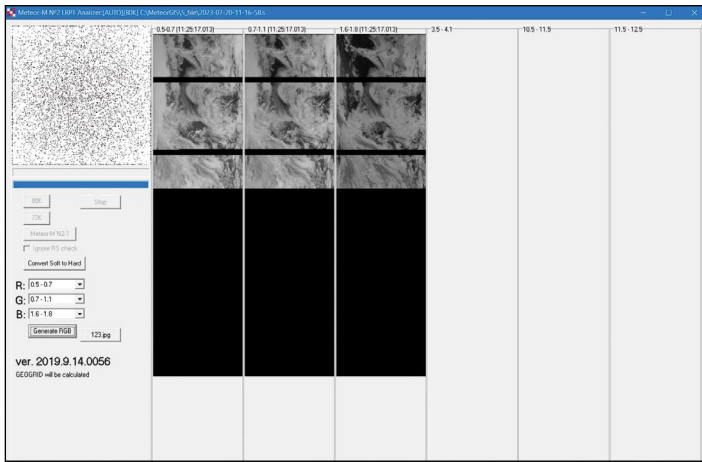 Meteor-M №2 LRPT Analizer:[AUTO][80K] C:\MeteorGIS\S_file\2023-07-20-11-16-58.s
0.5-0.7 (11:25:17.013)
0.7-1.1 (11:25:17.013)
1.6-1.8 (11:25:17.013)
3.5 - 4.1
10.5 - 11.5
11.5 - 12.5
80K
Stop
72K
Meteor-M N2-1
Ignore RS check
Convert Soft to Hard
R: 0.5 - 0.7
G: 0.7 - 1.1
B: 1.6 - 1.8
Generate RGB
123.jpg
ver. 2019.9.14.0056
GEOGRID will be calculated